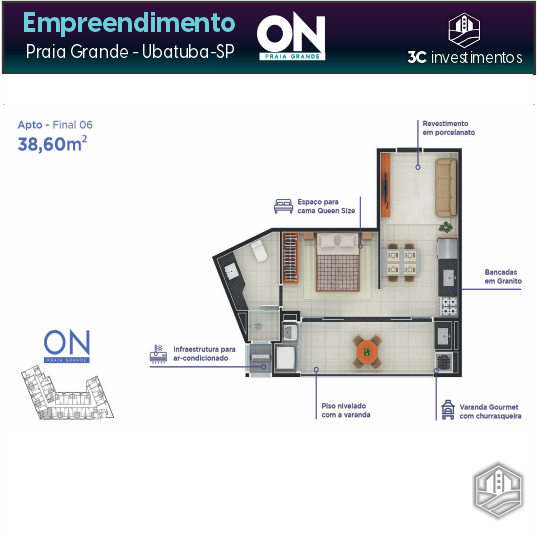 Empreendimento
Praia Grande - Ubatuba-SP
ON
PRAIA GRANDE
3C investimentos
Apto - Final 06
38,60m²
Revestimento
em porcelanato
Espaço para
cama Queen Size
Bancadas
em Granito
ON
PRAIA GRANDE
Infraestrutura para
ar-condicionado
Piso nivelado
com a varanda
Varanda Gourmet
com churrasqueira